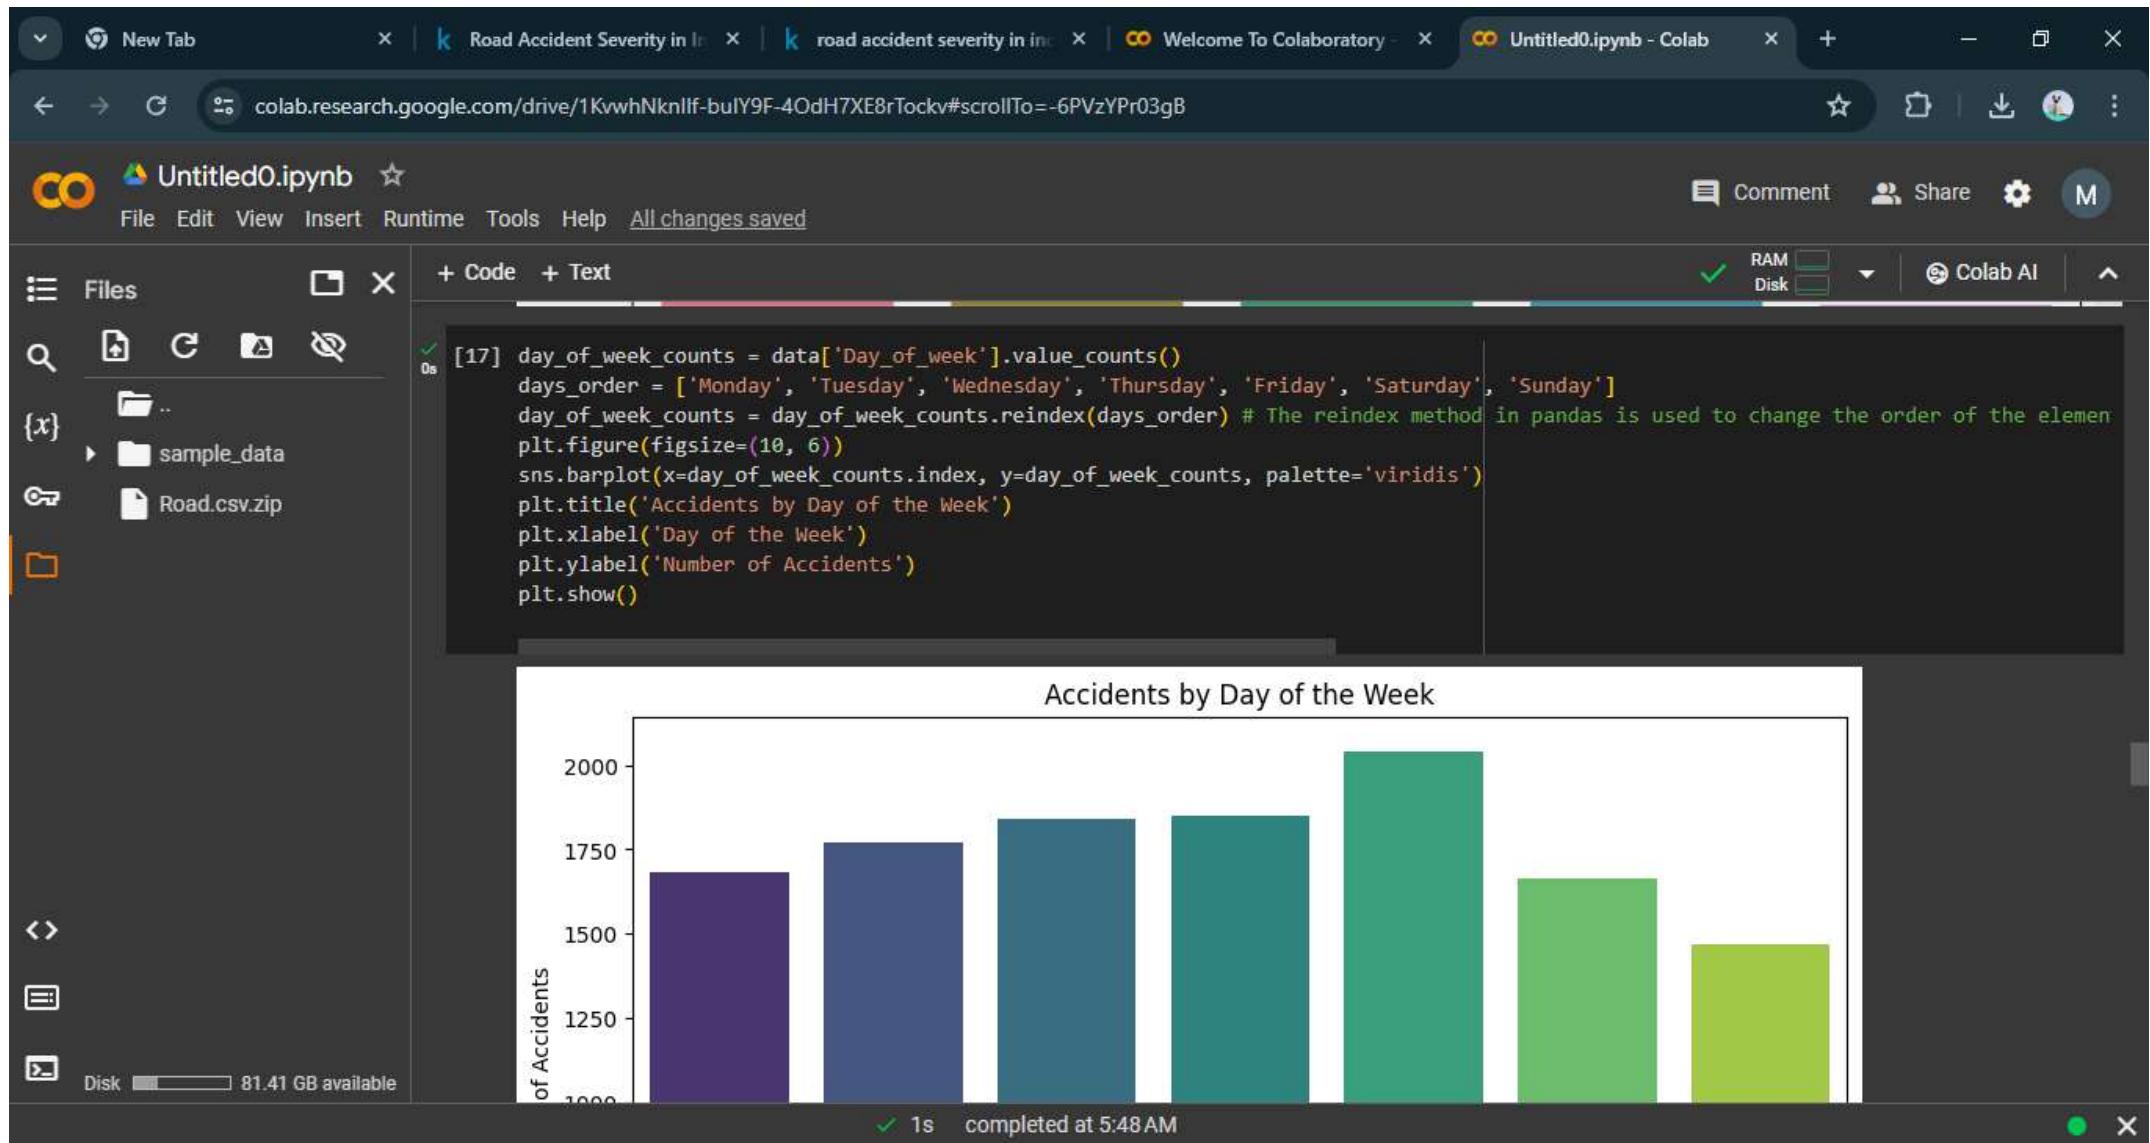 New Tab
Road Accident Severity in In
road accident severity in inc
Welcome To Colaboratory -
Untitled0.ipynb - Colab
colab.research.google.com/drive/1KvwhNknIIf-buIY9F-4OdH7XE8rTockv#scrollTo=-6PVzYPr03gB
Untitled0.ipynb
Comment
Share
M
File Edit View Insert Runtime Tools Help All changes saved
Files
+ Code + Text
RAM
Disk
Colab AI
{x}
..
sample_data
Road.csv.zip
0s
[17] day_of_week_counts = data['Day_of_week'].value_counts()
days_order = ['Monday', 'Tuesday', 'Wednesday', 'Thursday', 'Friday', 'Saturday', 'Sunday']
day_of_week_counts = day_of_week_counts.reindex(days_order) # The reindex method in pandas is used to change the order of the elemen
plt.figure(figsize=(10, 6))
sns.barplot(x=day_of_week_counts.index, y=day_of_week_counts, palette='viridis')
plt.title('Accidents by Day of the Week')
plt.xlabel('Day of the Week')
plt.ylabel('Number of Accidents')
plt.show()
Accidents by Day of the Week
2000
1750
1500
1250
1000
of Accidents
Disk 81.41 GB available
1s completed at 5:48 AM